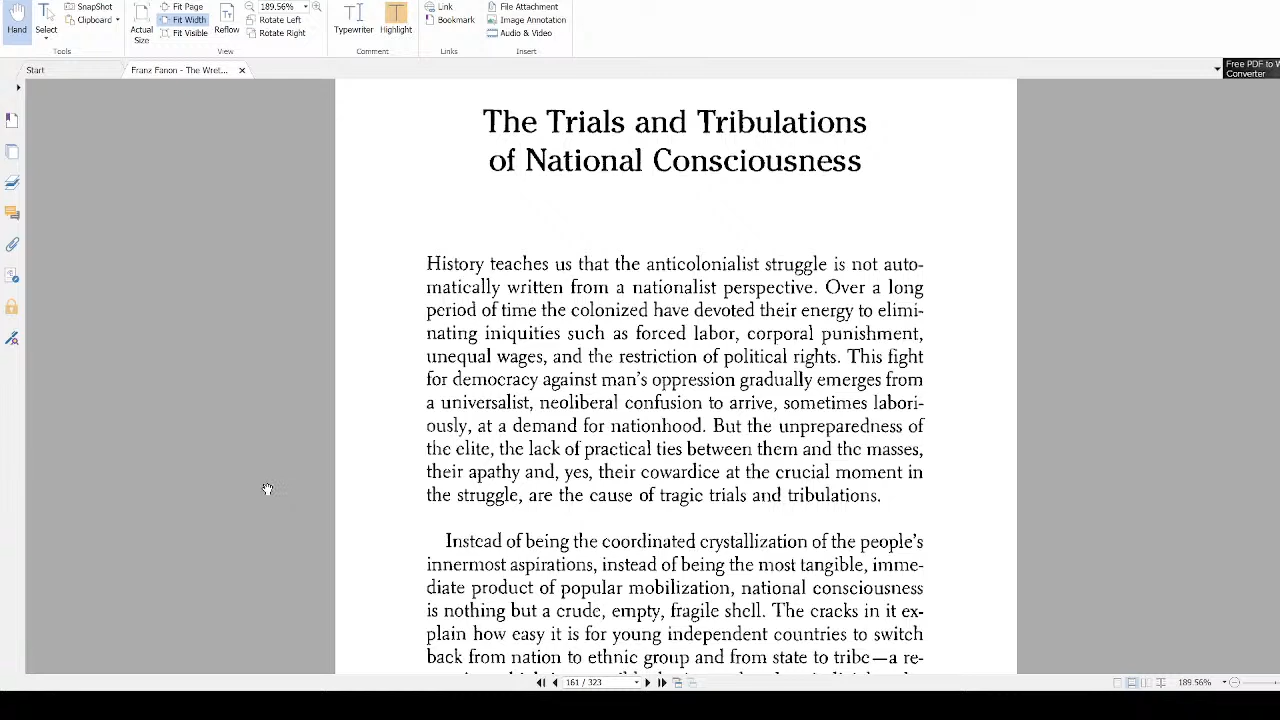 Hand
Select
SnapShot
Clipboard
Tools
Actual
Size
Fit Page
Fit Width
Fit Visible
Reflow
189.56%
Rotate Left
Rotate Right
View
Typewriter
Highlight
Comment
Link
Bookmark
Links
File Attachment
Image Annotation
Audio & Video
Insert
Start
Franz Fanon - The Wret...
Free PDF to W
Converter
The Trials and Tribulations
of National Consciousness
History teaches us that the anticolonialist struggle is not auto-
matically written from a nationalist perspective. Over a long
period of time the colonized have devoted their energy to elimi-
nating iniquities such as forced labor, corporal punishment,
unequal wages, and the restriction of political rights. This fight
for democracy against man's oppression gradually emerges from
a universalist, neoliberal confusion to arrive, sometimes labori-
ously, at a demand for nationhood. But the unpreparedness of
the elite, the lack of practical ties between them and the masses,
their apathy and, yes, their cowardice at the crucial moment in
the struggle, are the cause of tragic trials and tribulations.
Instead of being the coordinated crystallization of the people's
innermost aspirations, instead of being the most tangible, imme-
diate product of popular mobilization, national consciousness
is nothing but a crude, empty, fragile shell. The cracks in it ex-
plain how easy it is for young independent countries to switch
back from nation to ethnic group and from state to tribe—a re-
161 / 323
189.56%